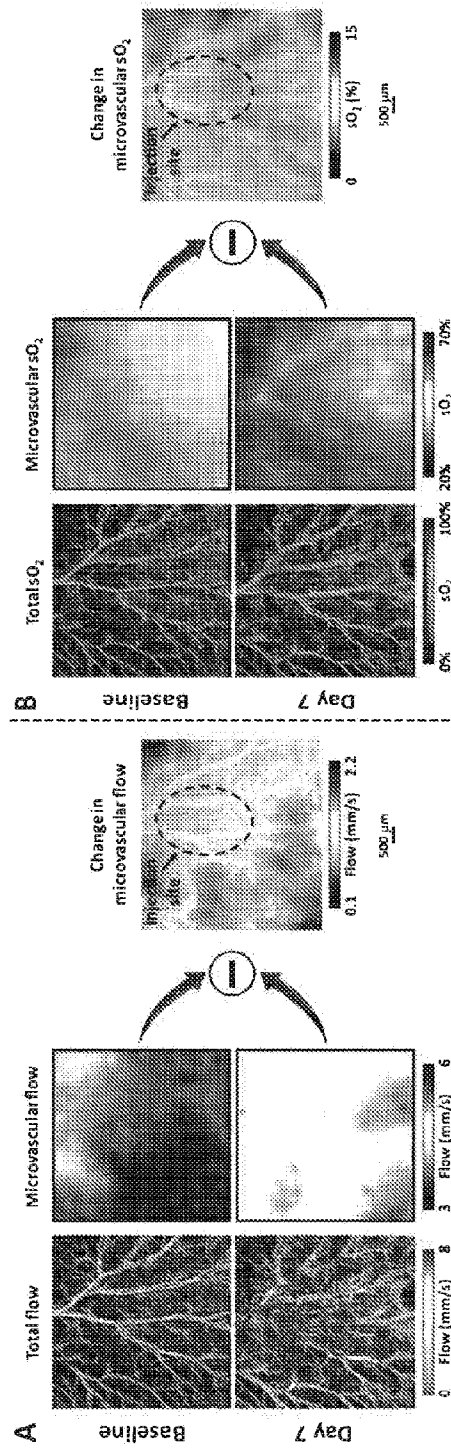 A
Total flow
Microvascular flow
Baseline
Day 7
0 Flow (mm/s) 8
3 Flow (mm/s) 6
Change in
microvascular flow
Injection
site
0.1 Flow (mm/s) 2.2
500 µm
B
Total sO₂
Microvascular sO₂
Baseline
Day 7
0% sO₂ 100%
20% sO₂ 70%
Change in
microvascular sO₂
Injection
site
0 15
sO₂ (%)
500 µm